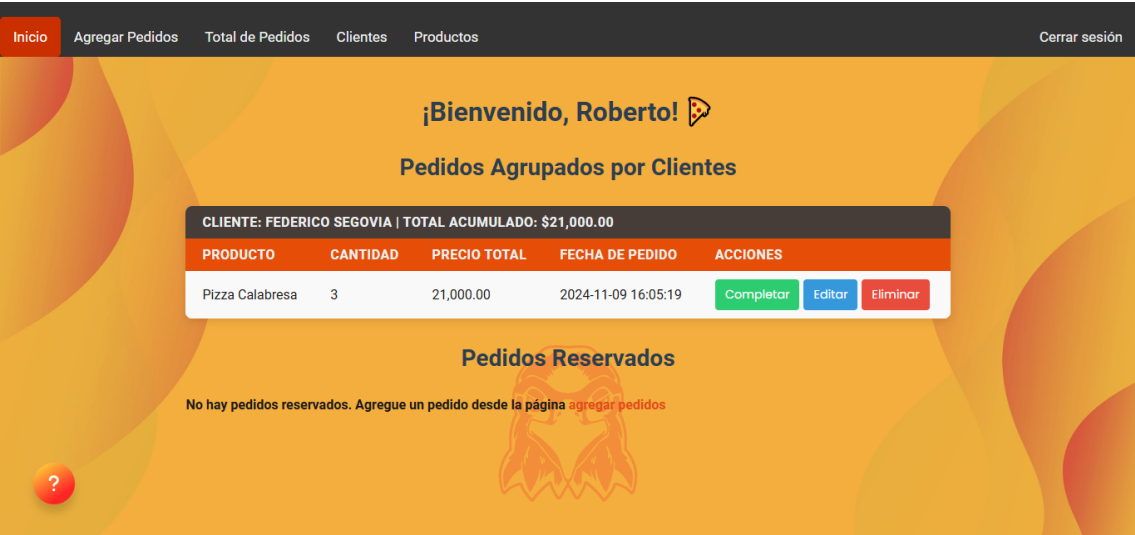 Inicio Agregar Pedidos Total de Pedidos Clientes Productos Cerrar sesión
¡Bienvenido, Roberto!
Pedidos Agrupados por Clientes
CLIENTE: FEDERICO SEGOVIA | TOTAL ACUMULADO: $21,000.00
PRODUCTO CANTIDAD PRECIO TOTAL FECHA DE PEDIDO ACCIONES
Pizza Calabresa 3 21,000.00 2024-11-09 16:05:19 Completar Editar Eliminar
Pedidos Reservados
No hay pedidos reservados. Agregue un pedido desde la página agregar pedidos
?